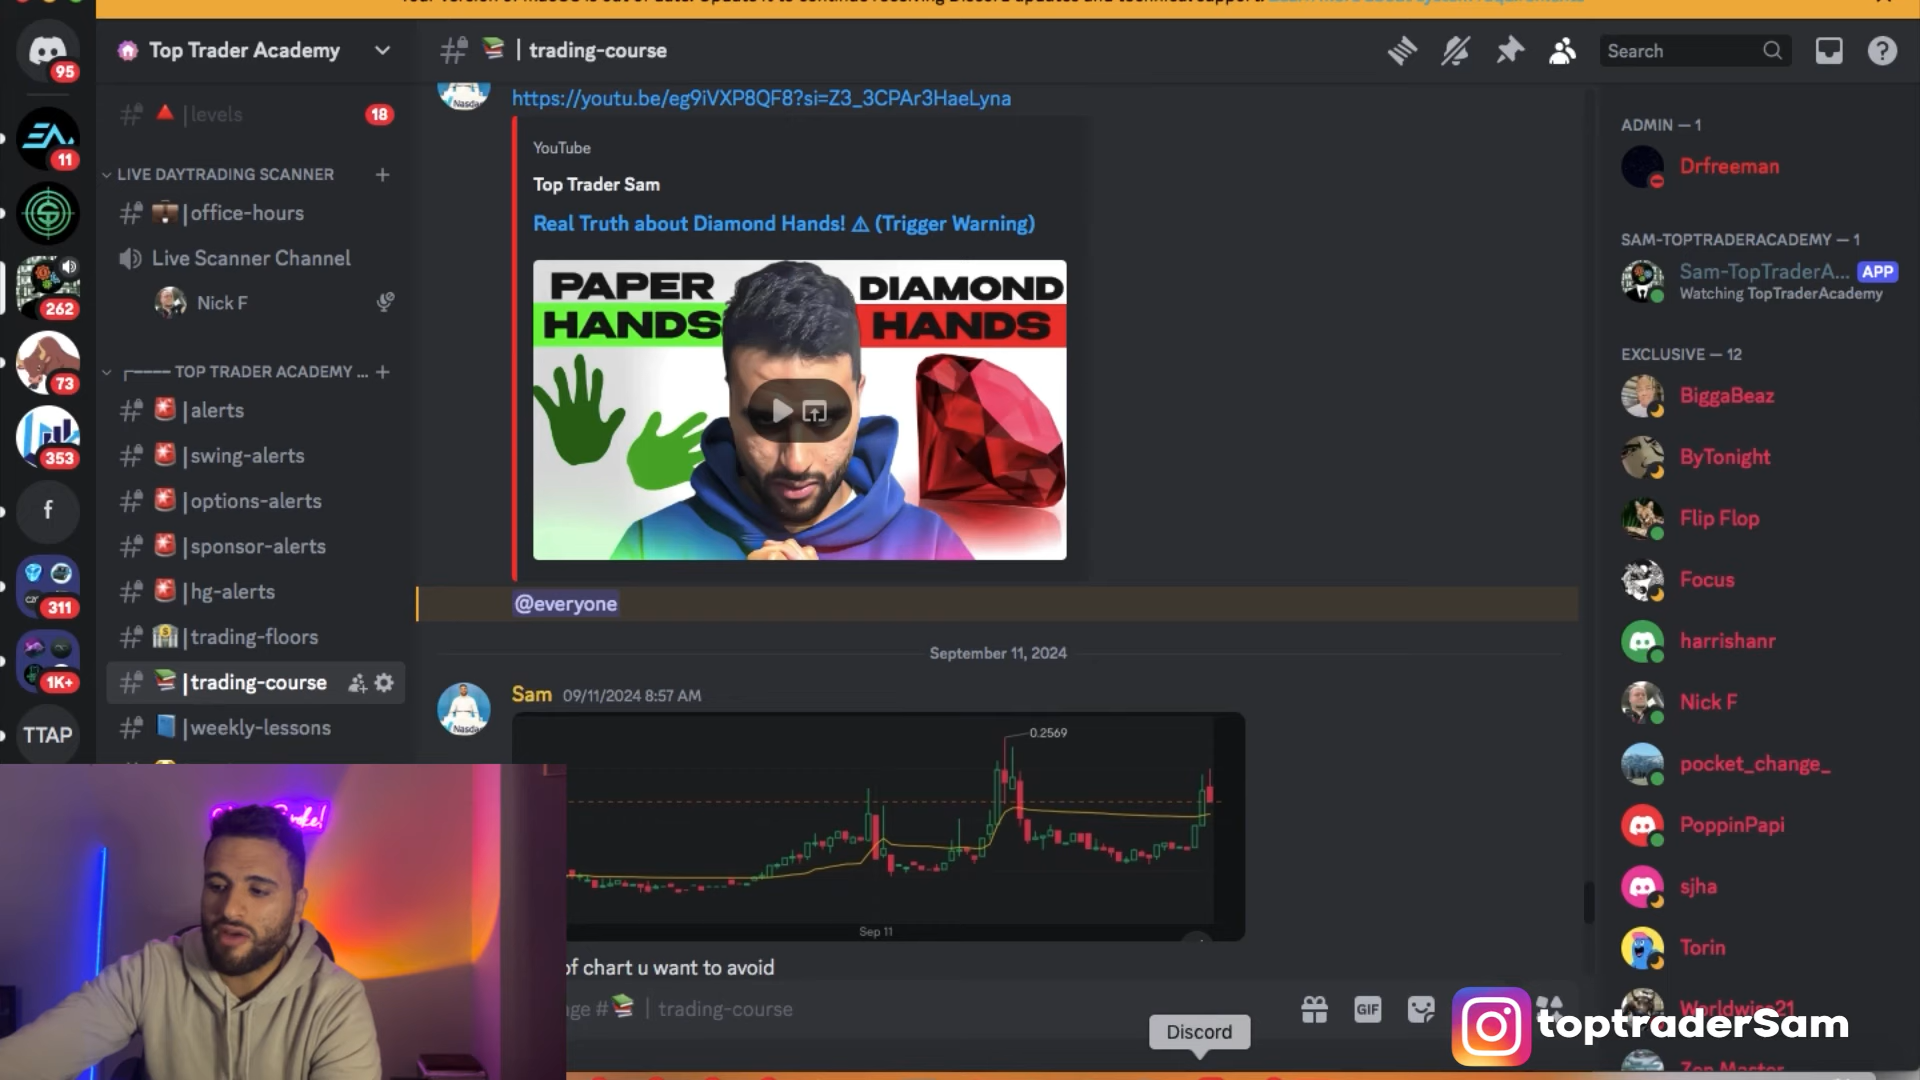 Top Trader Academy
| trading-course
Search
95
| levels
18
11
LIVE DAYTRADING SCANNER
| office-hours
Live Scanner Channel
262
Nick F
73
TOP TRADER ACADEMY ...
| alerts
353
| swing-alerts
| options-alerts
f
| sponsor-alerts
311
| hg-alerts
| trading-floors
1K+
| trading-course
TTAP
| weekly-lessons
https://youtu.be/eg9iVXP8QF8?si=Z3_3CPAr3HaeLyna
YouTube
Top Trader Sam
Real Truth about Diamond Hands! ⚠ (Trigger Warning)
PAPER
HANDS
DIAMOND
HANDS
@everyone
September 11, 2024
Sam 09/11/2024 8:57 AM
Nasda
0.2569
Sep 11
of chart u want to avoid
| trading-course
GIF
Discord
toptraderSam
ADMIN — 1
Drfreeman
SAM-TOPTRADERACADEMY — 1
Sam-TopTraderA... APP
Watching TopTraderAcademy
EXCLUSIVE — 12
BiggaBeaz
ByTonight
Flip Flop
Focus
harrishanr
Nick F
pocket_change_
PoppinPapi
sjha
Torin
Worldwise21